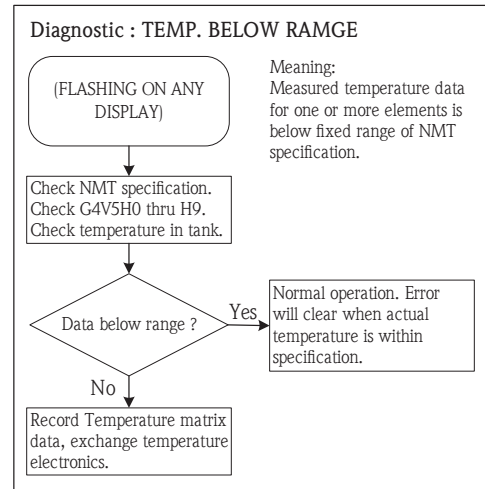 Diagnostic : TEMP. BELOW RAMGE
(FLASHING ON ANY
DISPLAY)
Meaning:
Measured temperature data
for one or more elements is
below fixed range of NMT
specification.
Check NMT specification.
Check G4V5H0 thru H9.
Check temperature in tank.
Data below range ?
Yes
Normal operation. Error
will clear when actual
temperature is within
specification.
No
Record Temperature matrix
data, exchange temperature
electronics.